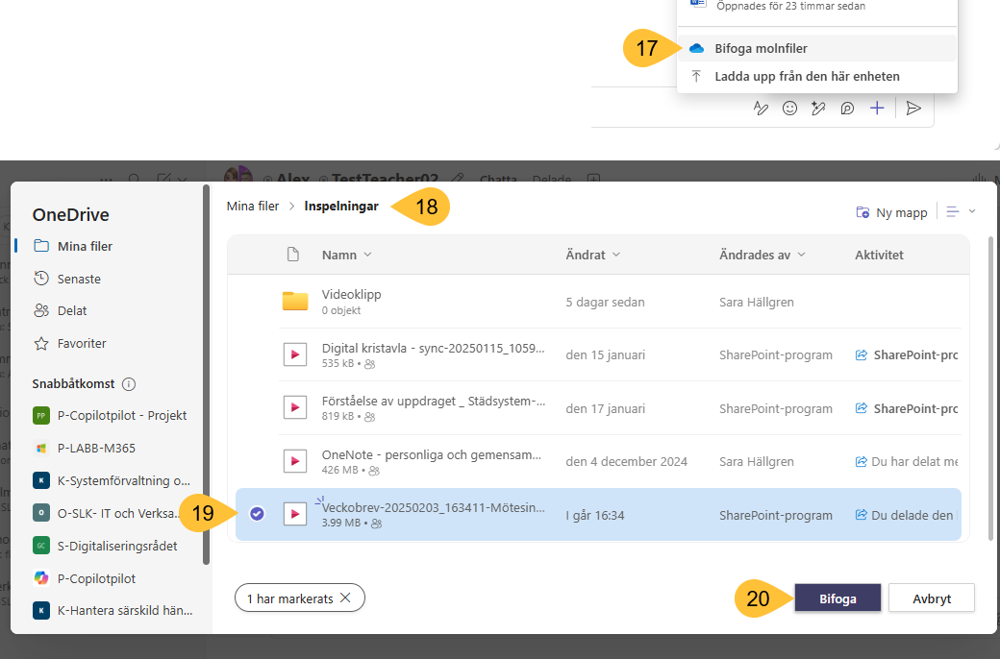 Öppnades för 23 timmar sedan
17
Bifoga molnfiler
Ladda upp från den här enheten
Alex
TestTeacher02
Chatta
Delade
OneDrive
Mina filer
Senaste
Delat
Favoriter
Snabbåtkomst
PP P-Copilotpilot - Projekt
P-LABB-M365
K K-Systemförvaltning o...
O O-SLK- IT och Verksa...
GC S-Digitaliseringsrådet
P-Copilotpilot
K K-Hantera särskild hän...
Mina filer > Inspelningar
18
Ny mapp
Namn Ändrat Ändrades av Aktivitet
Videoklipp
0 objekt
5 dagar sedan
Sara Hällgren
Digital kristavla - sync-20250115_1059...
535 kB •
den 15 januari
SharePoint-program
SharePoint-prc
Förståelse av uppdraget _ Städsystem-...
819 kB •
den 17 januari
SharePoint-program
SharePoint-prc
OneNote - personliga och gemensam...
426 MB •
den 4 december 2024
Sara Hällgren
Du har delat me
19
Veckobrev-20250203_163411-Mötesin...
3.99 MB •
I går 16:34
SharePoint-program
Du delade den
1 har markerats
20
Bifoga
Avbryt